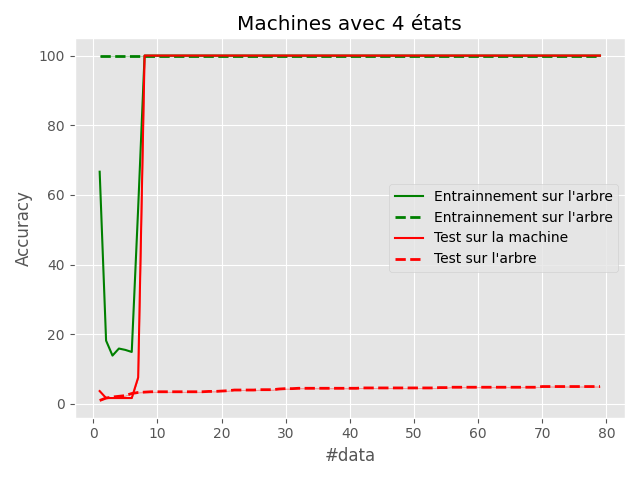 Machines avec 4 états
100
80
60
40
20
0
Accuracy
Entrainnement sur l'arbre
Entrainnement sur l'arbre
Test sur la machine
Test sur l'arbre
0 10 20 30 40 50 60 70 80
#data